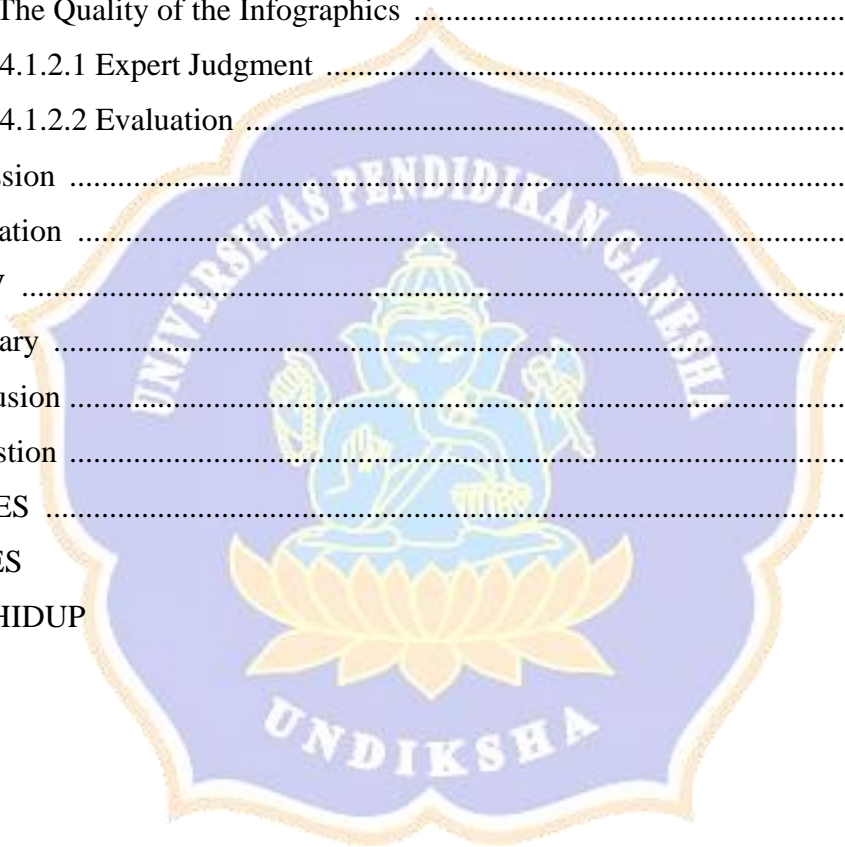 The Quality of the Infographics ..........................................................
4.1.2.1 Expert Judgment ......................................................................
4.1.2.2 Evaluation ................................................................................
ssion .......................................................................................................
ation ......................................................................................................
Y .............................................................................................................
ary .........................................................................................................
usion .......................................................................................................
stion .......................................................................................................
ES ..........................................................................................................
ES
HIDUP
UNIVERSITAS PENDIDIKAN GANESHA
UNDIKSHA